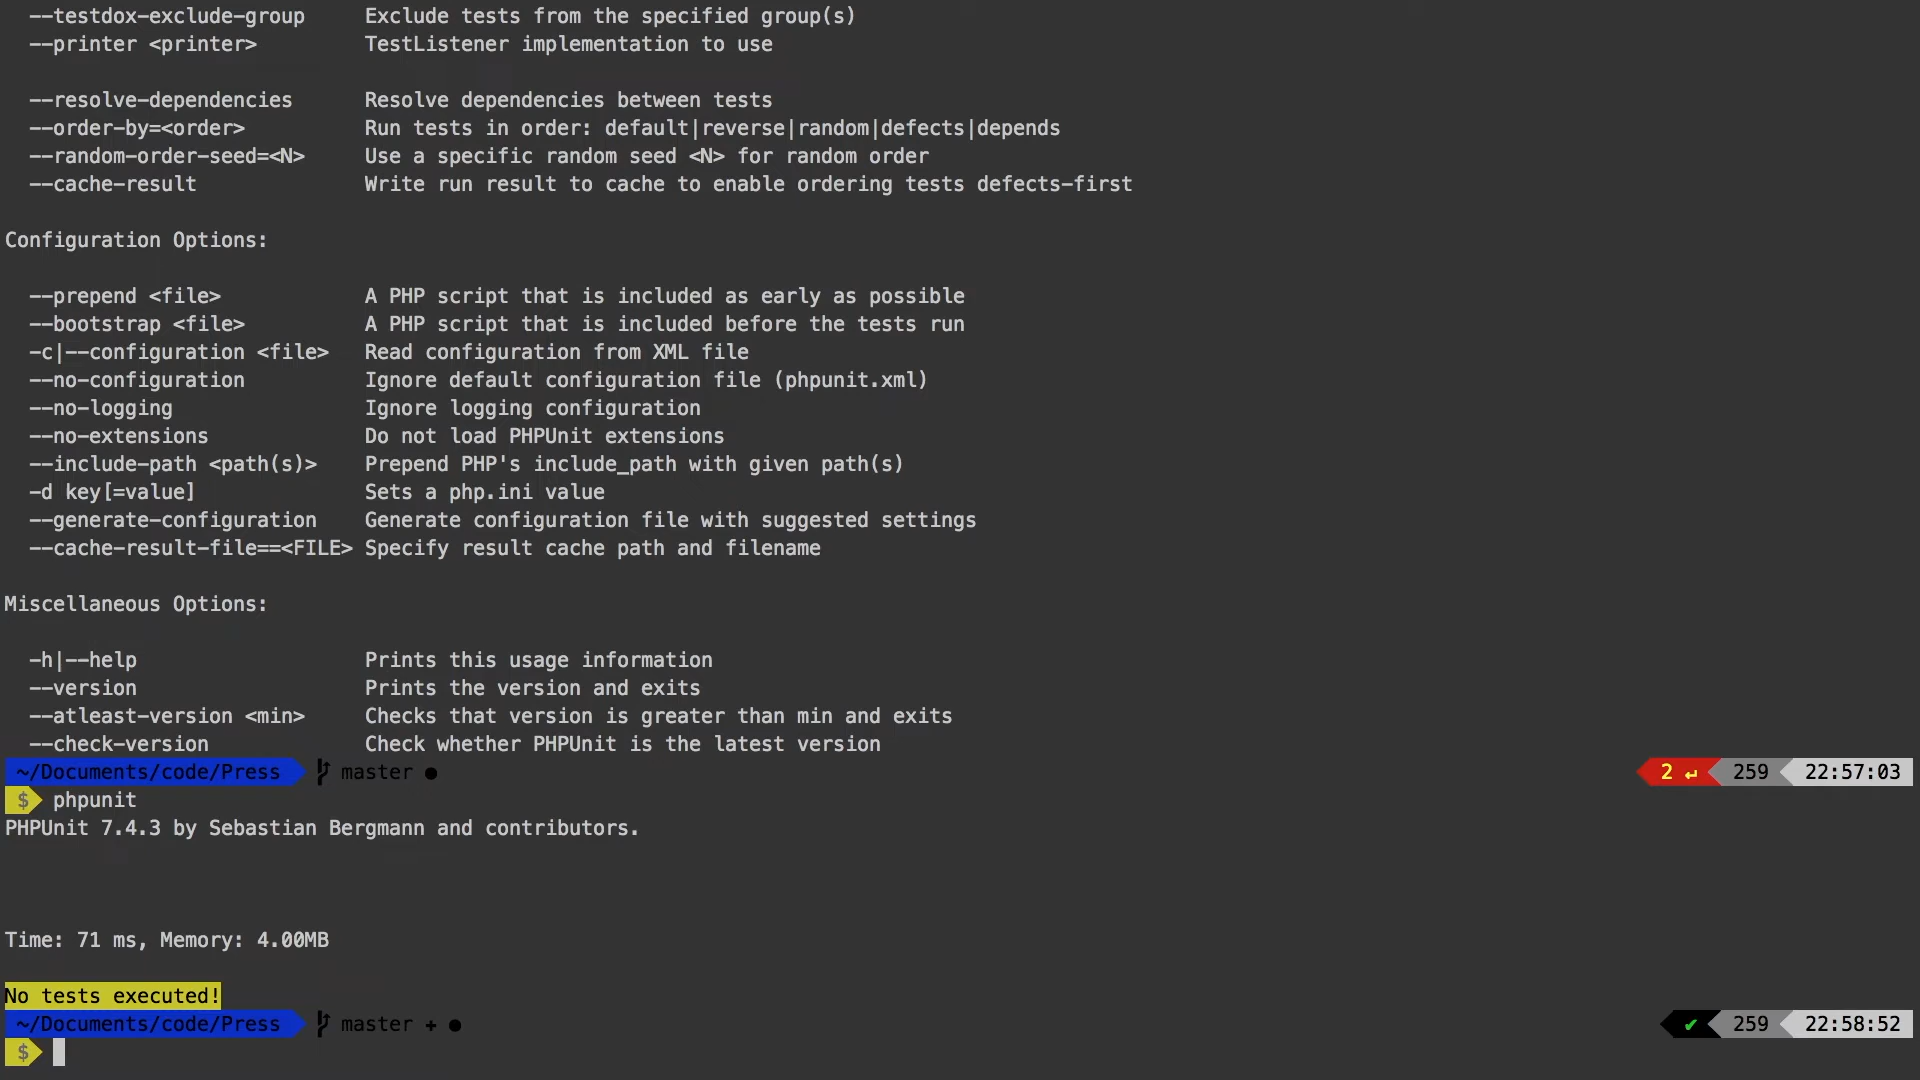 --testdox-exclude-group     Exclude tests from the specified group(s)
--printer <printer>         TestListener implementation to use
--resolve-dependencies      Resolve dependencies between tests
--order-by=<order>          Run tests in order: default|reverse|random|defects|depends
--random-order-seed=<N>     Use a specific random seed <N> for random order
--cache-result              Write run result to cache to enable ordering tests defects-first
Configuration Options:
--prepend <file>            A PHP script that is included as early as possible
--bootstrap <file>          A PHP script that is included before the tests run
-c|--configuration <file>   Read configuration from XML file
--no-configuration          Ignore default configuration file (phpunit.xml)
--no-logging                Ignore logging configuration
--no-extensions             Do not load PHPUnit extensions
--include-path <path(s)>    Prepend PHP's include_path with given path(s)
-d key[=value]              Sets a php.ini value
--generate-configuration    Generate configuration file with suggested settings
--cache-result-file==<FILE> Specify result cache path and filename
Miscellaneous Options:
-h|--help                   Prints this usage information
--version                   Prints the version and exits
--atleast-version <min>     Checks that version is greater than min and exits
--check-version             Check whether PHPUnit is the latest version
~/Documents/code/Press master ● 2 ↵ 259 22:57:03
$ phpunit
PHPUnit 7.4.3 by Sebastian Bergmann and contributors.
Time: 71 ms, Memory: 4.00MB
No tests executed!
~/Documents/code/Press master + ● ✔ 259 22:58:52
$